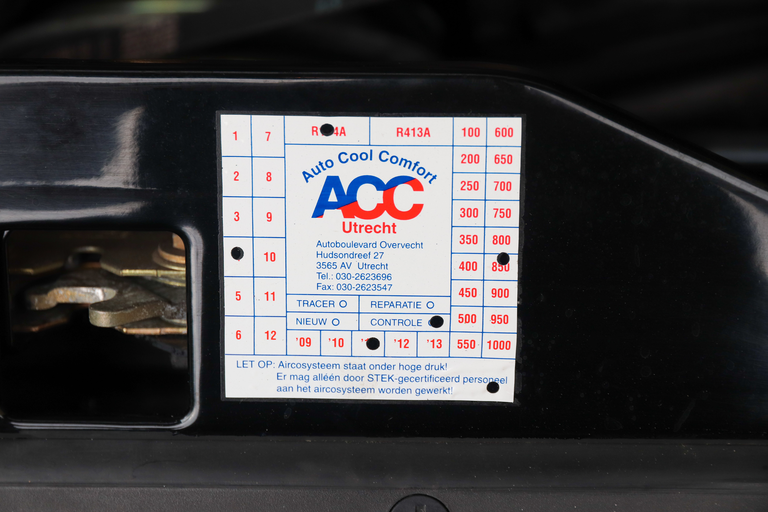 1 7 R A R413A 100 600
Auto Cool Comfort
200 650
2 8 ACC 250 700
Utrecht
3 9 300 750
Autoboulevard Overvecht
Hudsondreef 27
3565 AV Utrecht
Tel.: 030-2623696
Fax: 030-2623547
350 800
10 400 850
5 11 450 900
TRACER REPARATIE
NIEUW CONTROLE 500 950
6 12 '09 '10 '12 '13 550 1000
LET OP: Aircosysteem staat onder hoge druk!
Er mag alléén door STEK-gecertificeerd personeel
aan het aircosysteem worden gewerkt!